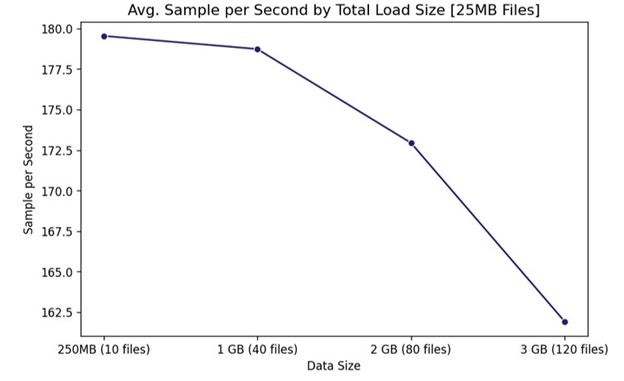 Avg. Sample per Second by Total Load Size [25MB Files]
180.0
177.5
175.0
172.5
170.0
167.5
165.0
162.5
Sample per Second
250MB (10 files) 1 GB (40 files) 2 GB (80 files) 3 GB (120 files)
Data Size